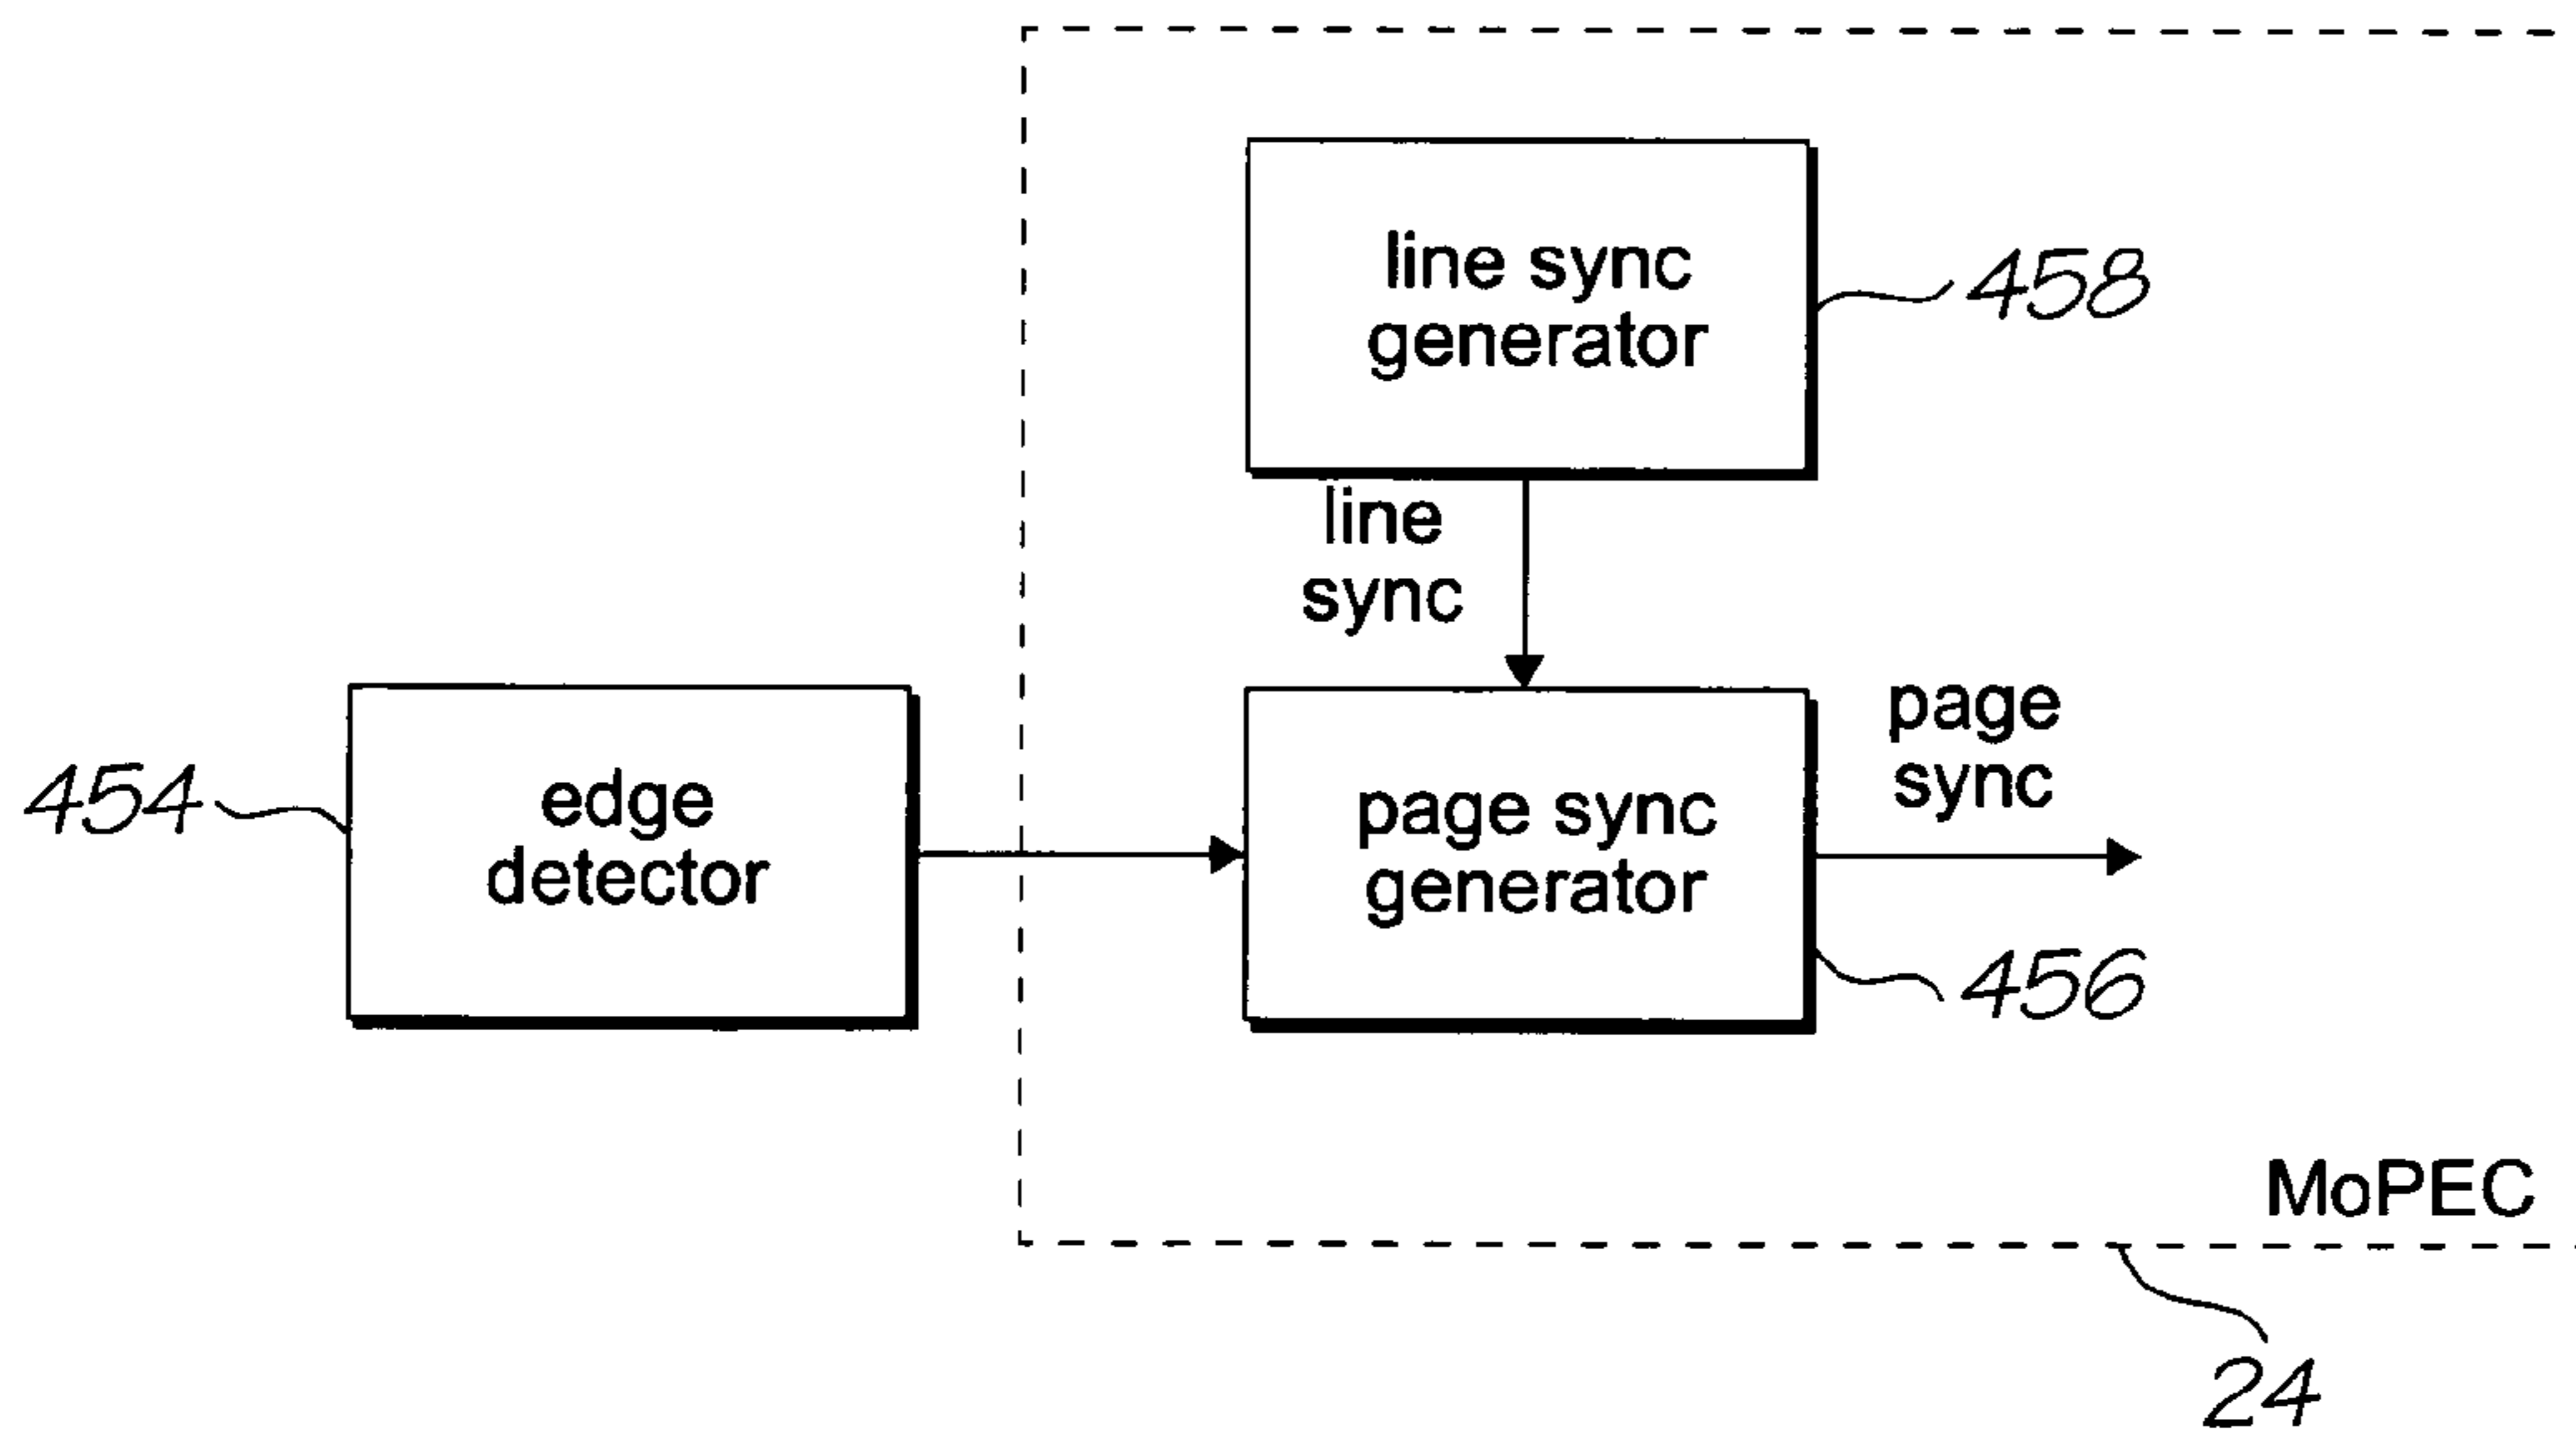 line sync
generator
458
line
sync
454
edge
detector
page sync
generator
page
sync
456
MoPEC
24